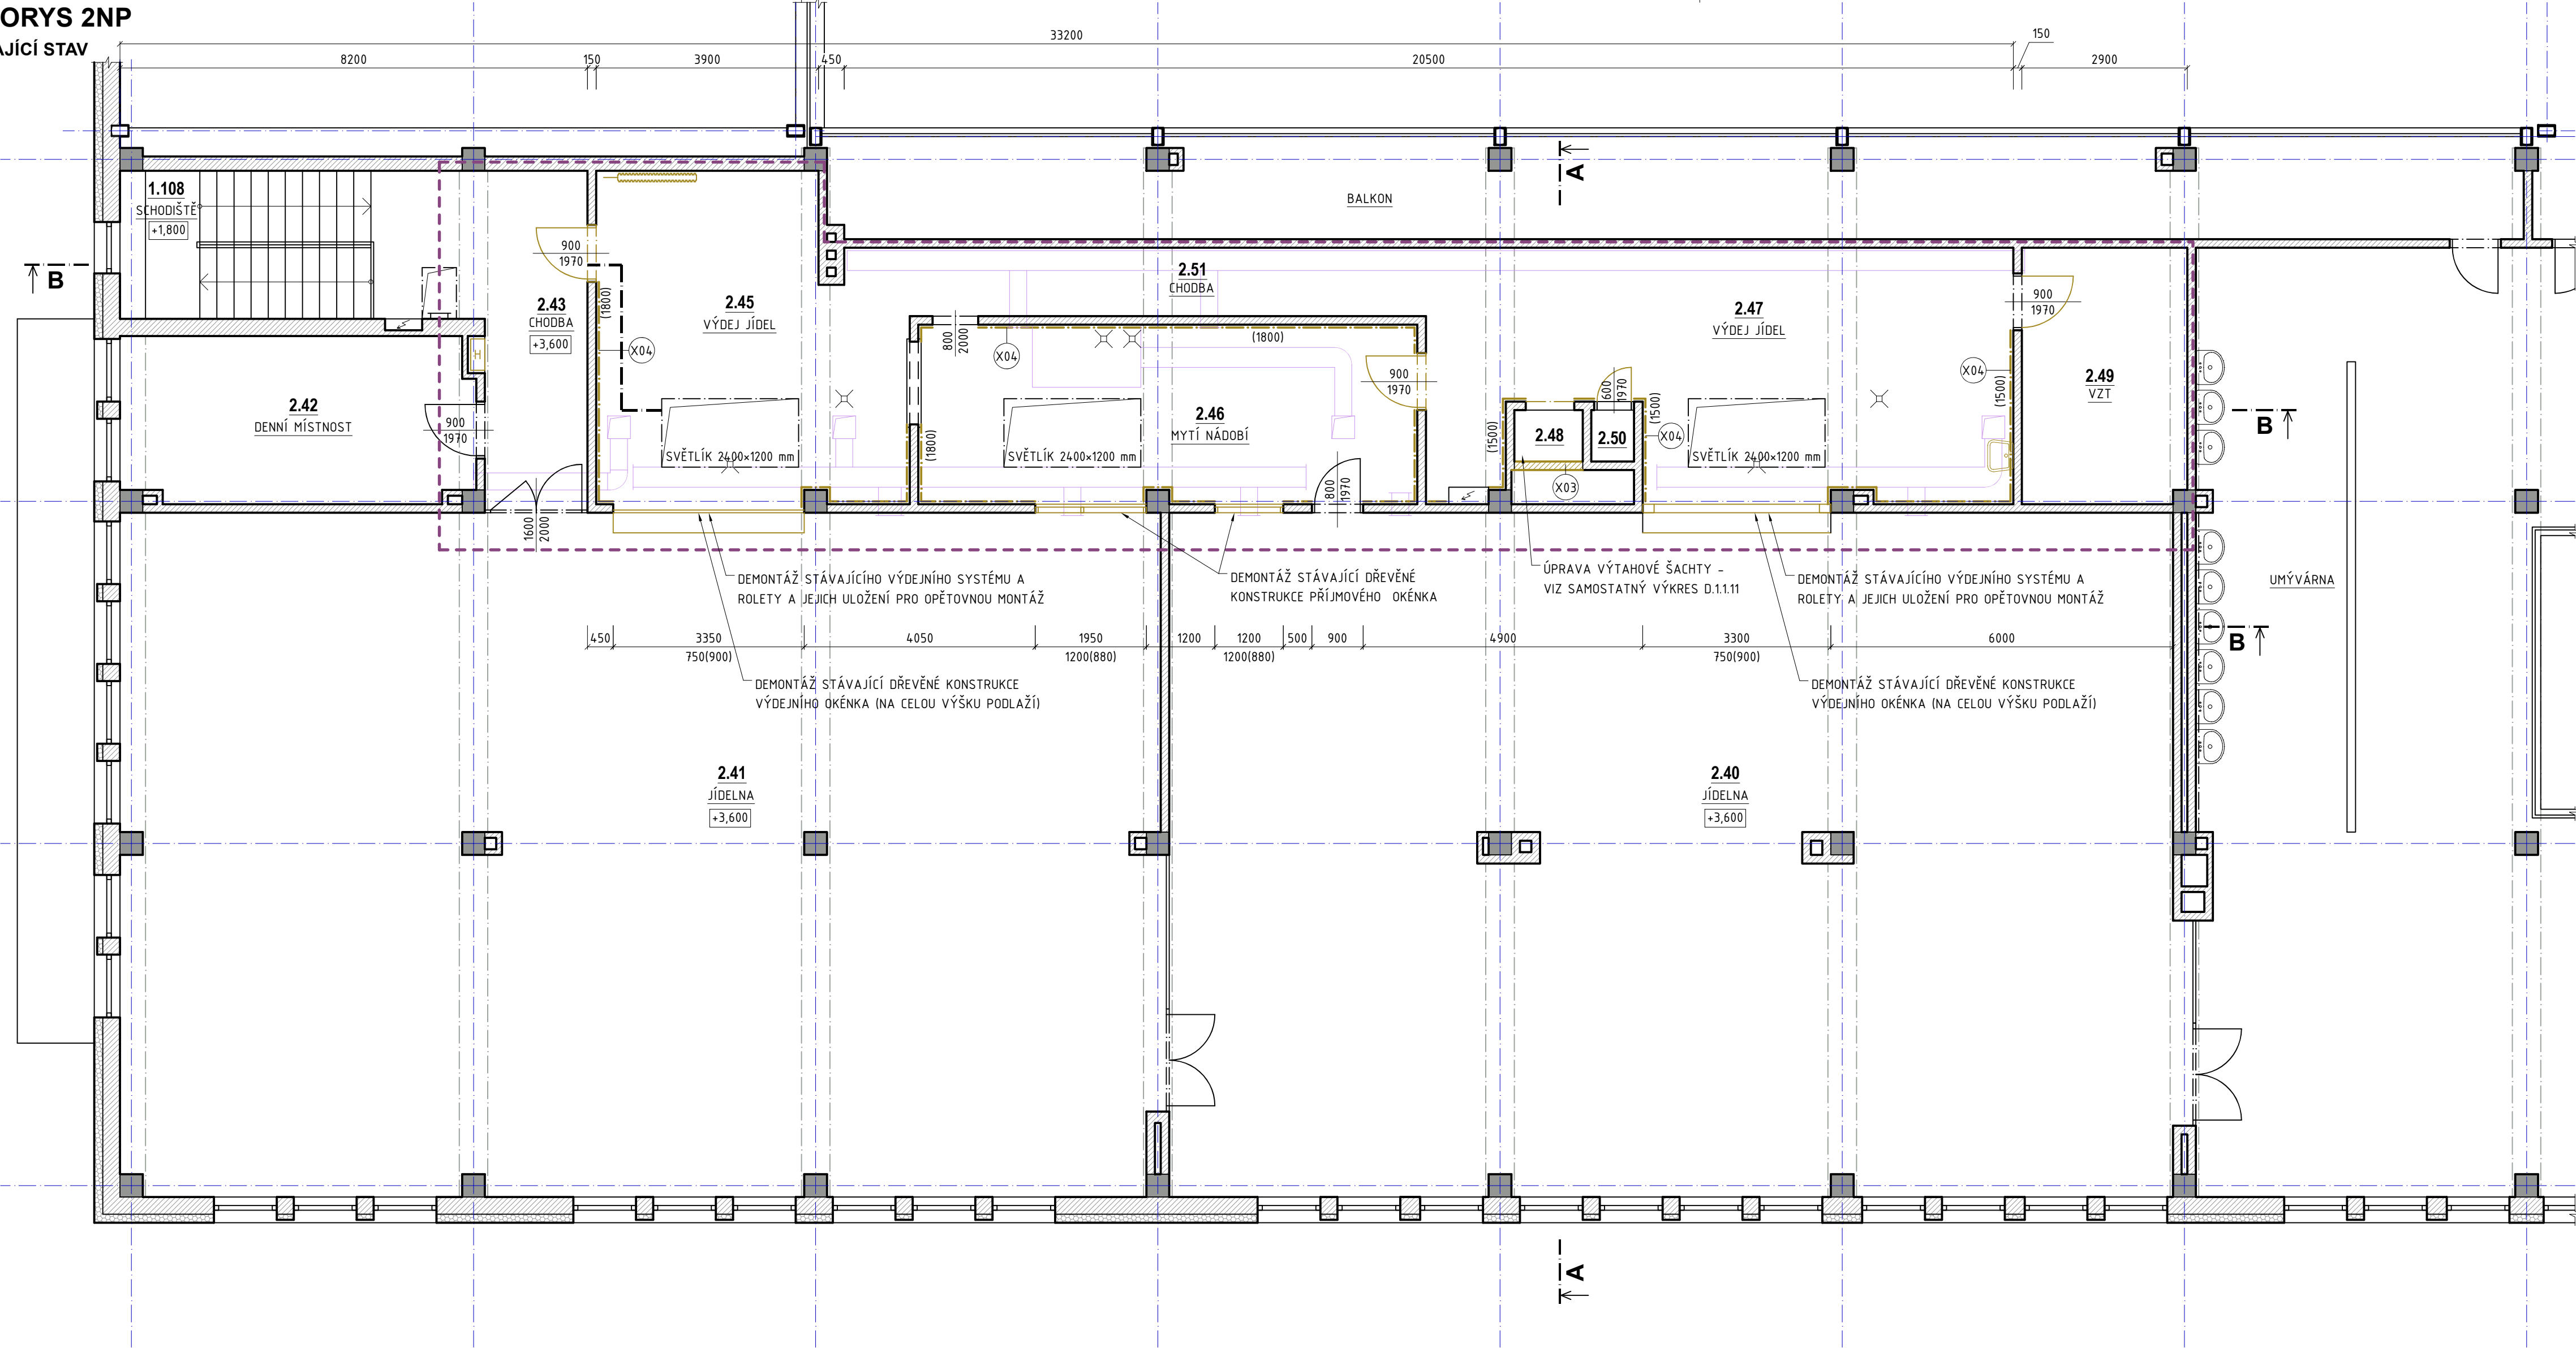 ORYS 2NP
AJÍCÍ STAV
33200
150
8200
150
3900
450
20500
2900
1.108
SCHODIŠTĚ
+1,800
BALKON
A
B
900
1970
2.43
CHODBA
+3,600
(1800)
X04
2.45
VÝDEJ JÍDEL
2.51
CHODBA
800
2000
X04
(1800)
2.47
VÝDEJ JÍDEL
900
1970
X04
(1500)
2.49
VZT
B
2.42
DENNÍ MÍSTNOST
900
1970
H
SVĚTLÍK 2400×1200 mm
(1800)
SVĚTLÍK 2400×1200 mm
2.46
MYTÍ NÁDOBÍ
900
1970
(1500)
2.48
600
1970
2.50
(1500)
X04
SVĚTLÍK 2400×1200 mm
X03
1600
2000
800
1970
DEMONTÁŽ STÁVAJÍCÍHO VÝDEJNÍHO SYSTÉMU A
ROLETY A JEJICH ULOŽENÍ PRO OPĚTOVNOU MONTÁŽ
DEMONTÁŽ STÁVAJÍCÍ DŘEVĚNÉ
KONSTRUKCE PŘÍJMOVÉHO OKÉNKA
ÚPRAVA VÝTAHOVÉ ŠACHTY -
VIZ SAMOSTATNÝ VÝKRES D.1.1.11
DEMONTÁŽ STÁVAJÍCÍHO VÝDEJNÍHO SYSTÉMU A
ROLETY A JEJICH ULOŽENÍ PRO OPĚTOVNOU MONTÁŽ
UMÝVÁRNA
B
450
3350
750(900)
4050
1950
1200(880)
1200
1200
1200(880)
500
900
4900
3300
750(900)
6000
DEMONTÁŽ STÁVAJÍCÍ DŘEVĚNÉ KONSTRUKCE
VÝDEJNÍHO OKÉNKA (NA CELOU VÝŠKU PODLAŽÍ)
DEMONTÁŽ STÁVAJÍCÍ DŘEVĚNÉ KONSTRUKCE
VÝDEJNÍHO OKÉNKA (NA CELOU VÝŠKU PODLAŽÍ)
2.41
JÍDELNA
+3,600
2.40
JÍDELNA
+3,600
A